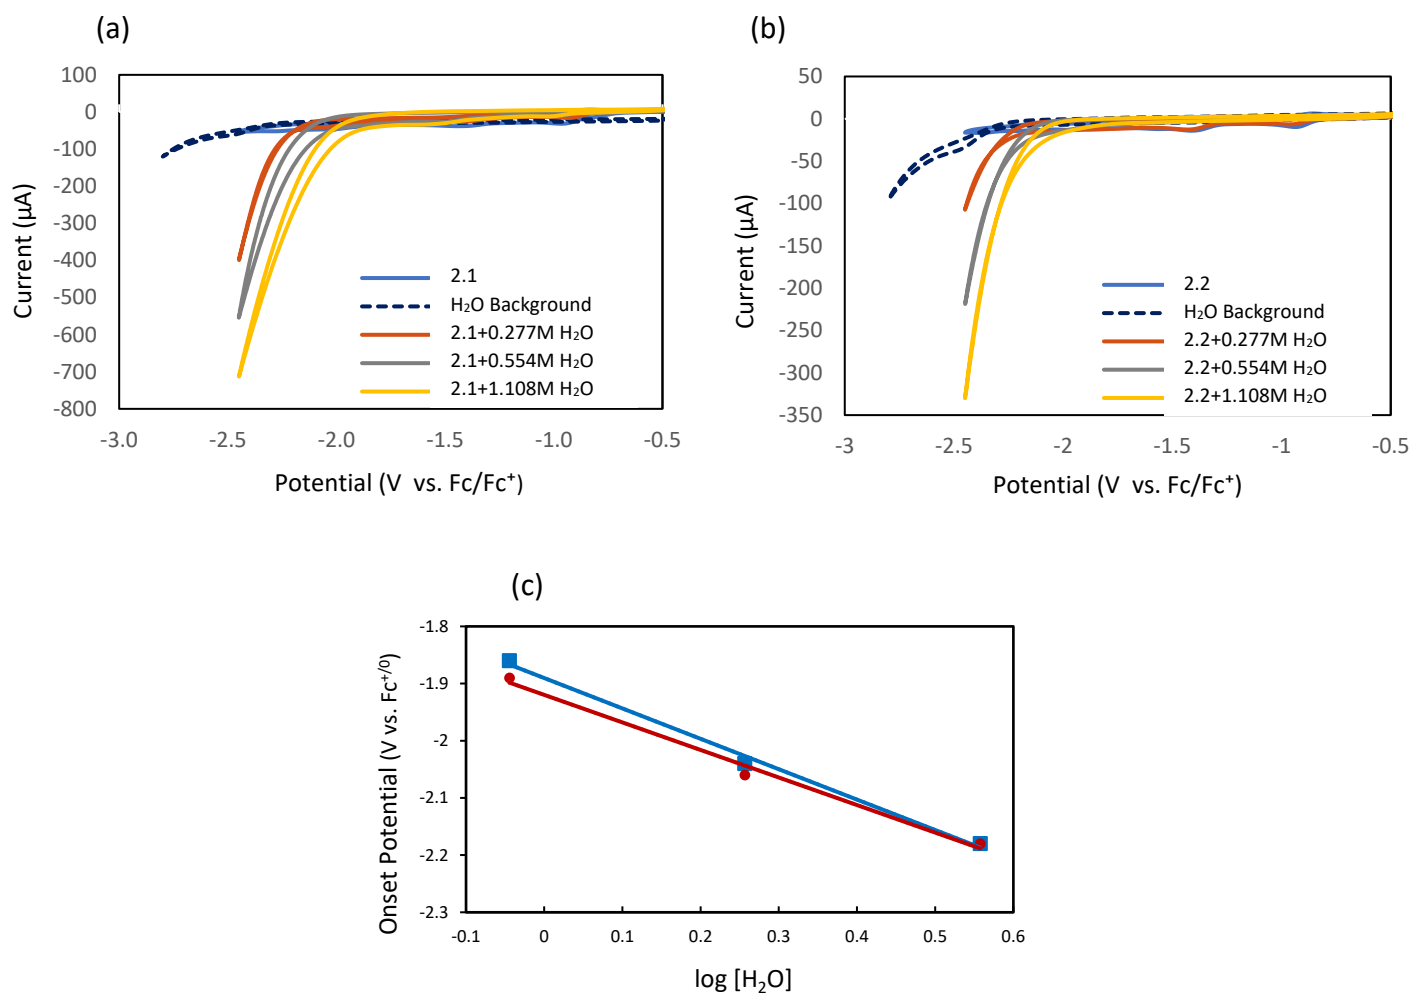 (a)
100
0
-100
-200
-300
-400
-500
-600
-700
-800
Current (µA)
-3.0 -2.5 -2.0 -1.5 -1.0 -0.5
Potential (V vs. Fc/Fc⁺)
2.1
H₂O Background
2.1+0.277M H₂O
2.1+0.554M H₂O
2.1+1.108M H₂O
(b)
50
0
-50
-100
-150
-200
-250
-300
-350
Current (µA)
-3 -2.5 -2 -1.5 -1 -0.5
Potential (V vs. Fc/Fc⁺)
2.2
H₂O Background
2.2+0.277M H₂O
2.2+0.554M H₂O
2.2+1.108M H₂O
(c)
-1.8
-1.9
-2
-2.1
-2.2
-2.3
Onset Potential (V vs. Fc⁺/⁰)
-0.1 0 0.1 0.2 0.3 0.4 0.5 0.6
log [H₂O]